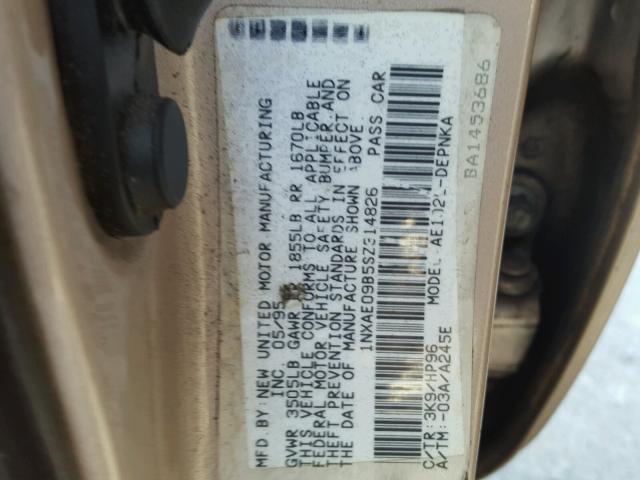 MFD. BY: NEW UNITED MOTOR MANUFACTURING
INC. 05/95
GVWR 3505LB GAWR 1855LB RR 1670LB
THIS VEHICLE CONFORMS TO ALL APPLICABLE
FEDERAL MOTOR VEHICLE SAFETY, BUMPER, AND
THEFT PREVENTION STANDARDS IN EFFECT ON
THE DATE OF MANUFACTURE SHOWN ABOVE
1NXAE09B5SZ314826 PASS CAR
C/TR: 3K9/HP96 MODEL: -DEPNKA
A/TM: -03A/A245E BA1453686